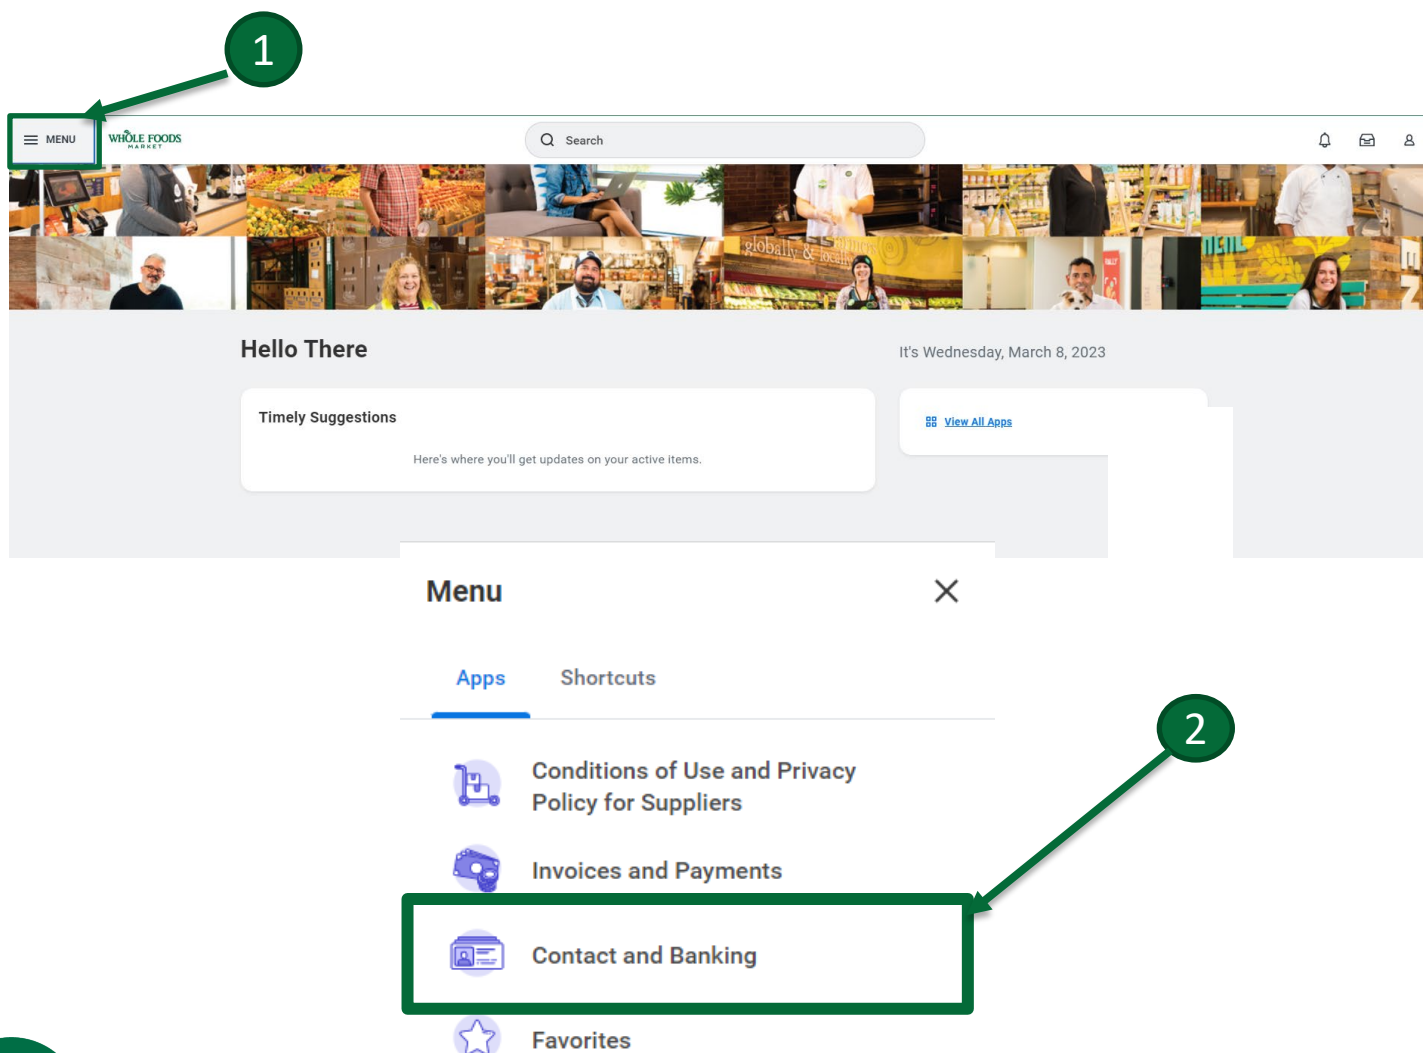 1
MENU
WHOLE FOODS
MARKET
Search
globally &
Hello There
It's Wednesday, March 8, 2023
Timely Suggestions
View All Apps
Here's where you'll get updates on your active items.
Menu
Apps
Shortcuts
2
Conditions of Use and Privacy
Policy for Suppliers
Invoices and Payments
Contact and Banking
Favorites